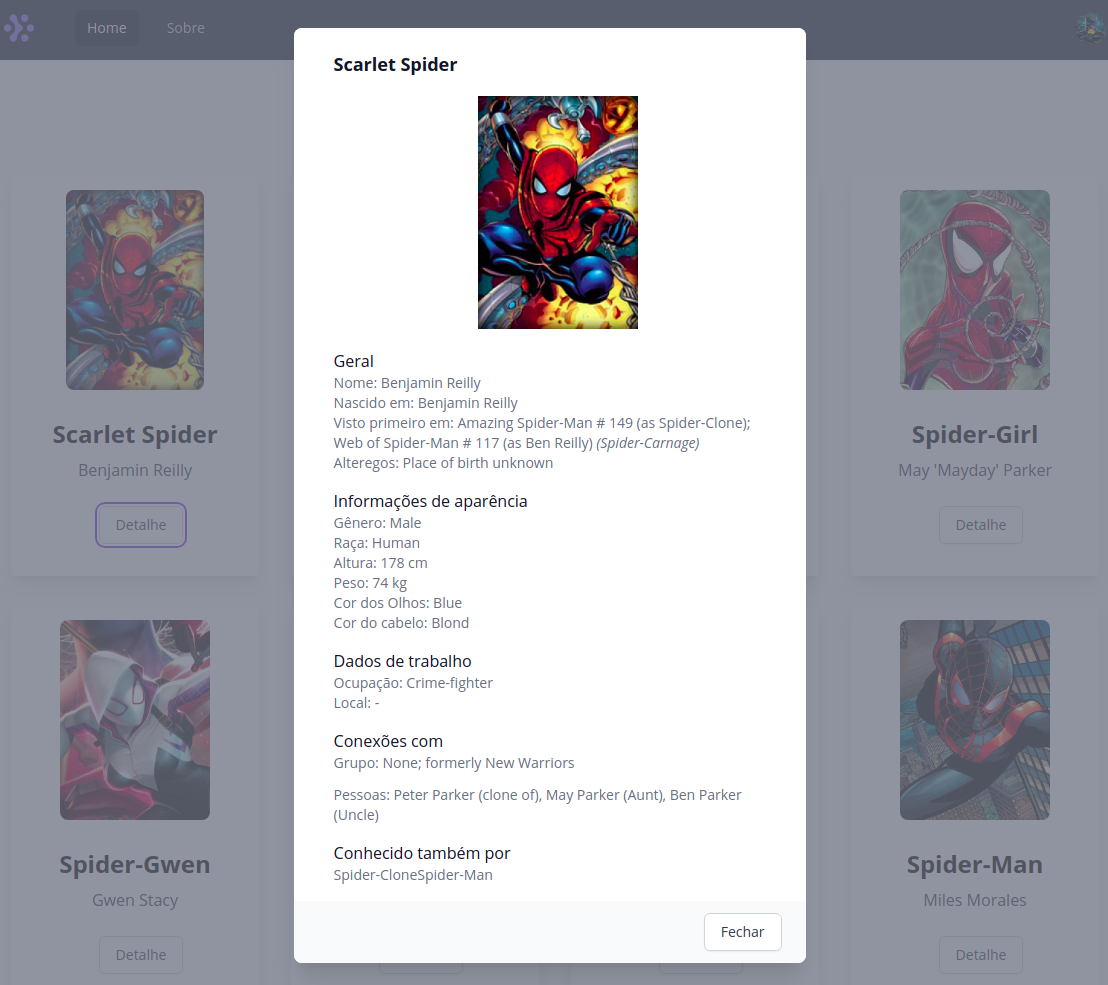 Home
Sobre
Scarlet Spider
Geral
Nome: Benjamin Reilly
Nascido em: Benjamin Reilly
Visto primeiro em: Amazing Spider-Man # 149 (as Spider-Clone);
Web of Spider-Man # 117 (as Ben Reilly) (Spider-Carnage)
Alteregos: Place of birth unknown
Informações de aparência
Gênero: Male
Raça: Human
Altura: 178 cm
Peso: 74 kg
Cor dos Olhos: Blue
Cor do cabelo: Blond
Dados de trabalho
Ocupação: Crime-fighter
Local: -
Conexões com
Grupo: None; formerly New Warriors
Pessoas: Peter Parker (clone of), May Parker (Aunt), Ben Parker
(Uncle)
Conhecido também por
Spider-CloneSpider-Man
Fechar
Scarlet Spider
Benjamin Reilly
Detalhe
Spider-Girl
May 'Mayday' Parker
Detalhe
Spider-Gwen
Gwen Stacy
Detalhe
Spider-Man
Miles Morales
Detalhe